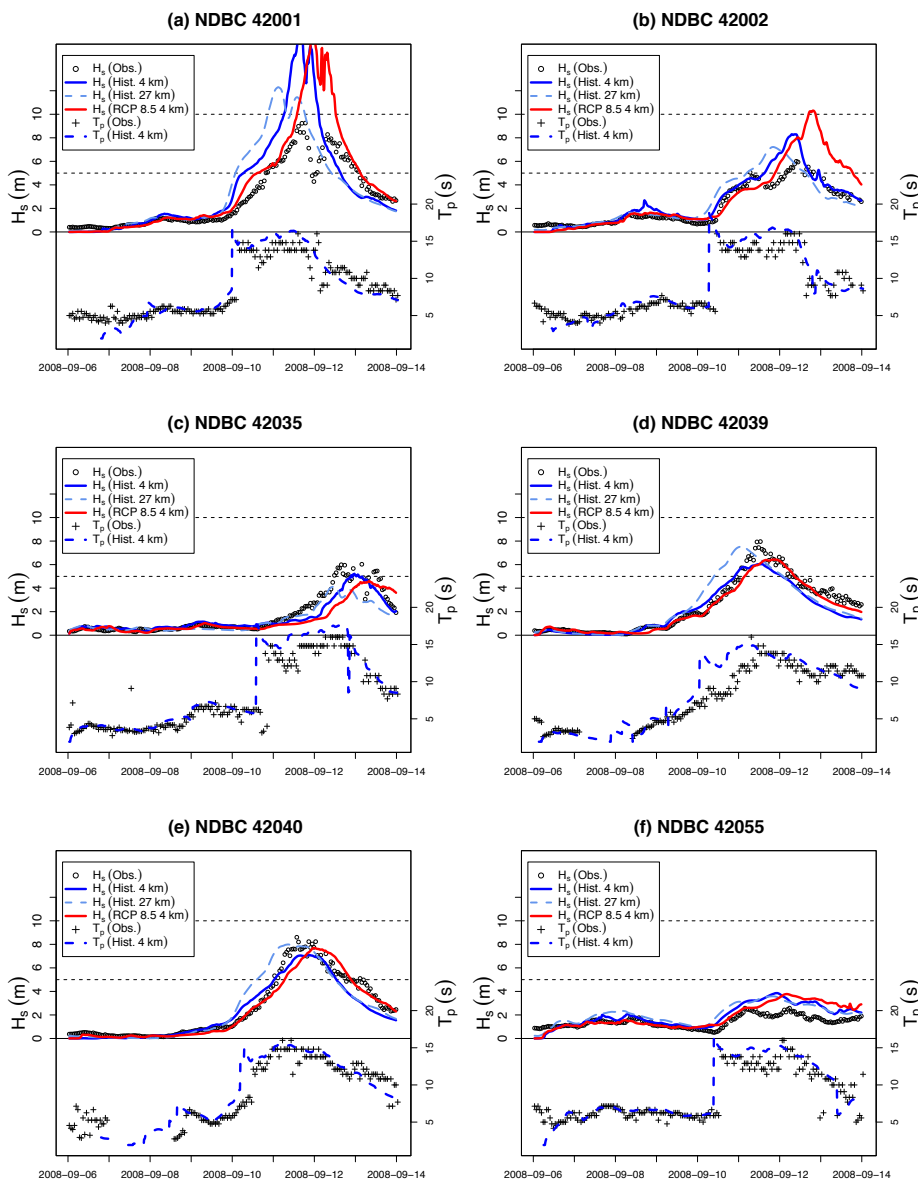 (a) NDBC 42001
Hs (Obs.)
Hs (Hist. 4 km)
Hs (Hist. 27 km)
Hs (RCP 8.5 4 km)
Tp (Obs.)
Tp (Hist. 4 km)
Hs (m)
0 2 4 6 8 10
Tp (s)
5 10 15 20
2008−09−06 2008−09−08 2008−09−10 2008−09−12 2008−09−14
(b) NDBC 42002
Hs (Obs.)
Hs (Hist. 4 km)
Hs (Hist. 27 km)
Hs (RCP 8.5 4 km)
Tp (Obs.)
Tp (Hist. 4 km)
Hs (m)
0 2 4 6 8 10
Tp (s)
5 10 15 20
2008−09−06 2008−09−08 2008−09−10 2008−09−12 2008−09−14
(c) NDBC 42035
Hs (Obs.)
Hs (Hist. 4 km)
Hs (Hist. 27 km)
Hs (RCP 8.5 4 km)
Tp (Obs.)
Tp (Hist. 4 km)
Hs (m)
0 2 4 6 8 10
Tp (s)
5 10 15 20
2008−09−06 2008−09−08 2008−09−10 2008−09−12 2008−09−14
(d) NDBC 42039
Hs (Obs.)
Hs (Hist. 4 km)
Hs (Hist. 27 km)
Hs (RCP 8.5 4 km)
Tp (Obs.)
Tp (Hist. 4 km)
Hs (m)
0 2 4 6 8 10
Tp (s)
5 10 15 20
2008−09−06 2008−09−08 2008−09−10 2008−09−12 2008−09−14
(e) NDBC 42040
Hs (Obs.)
Hs (Hist. 4 km)
Hs (Hist. 27 km)
Hs (RCP 8.5 4 km)
Tp (Obs.)
Tp (Hist. 4 km)
Hs (m)
0 2 4 6 8 10
Tp (s)
5 10 15 20
2008−09−06 2008−09−08 2008−09−10 2008−09−12 2008−09−14
(f) NDBC 42055
Hs (Obs.)
Hs (Hist. 4 km)
Hs (Hist. 27 km)
Hs (RCP 8.5 4 km)
Tp (Obs.)
Tp (Hist. 4 km)
Hs (m)
0 2 4 6 8 10
Tp (s)
5 10 15 20
2008−09−06 2008−09−08 2008−09−10 2008−09−12 2008−09−14